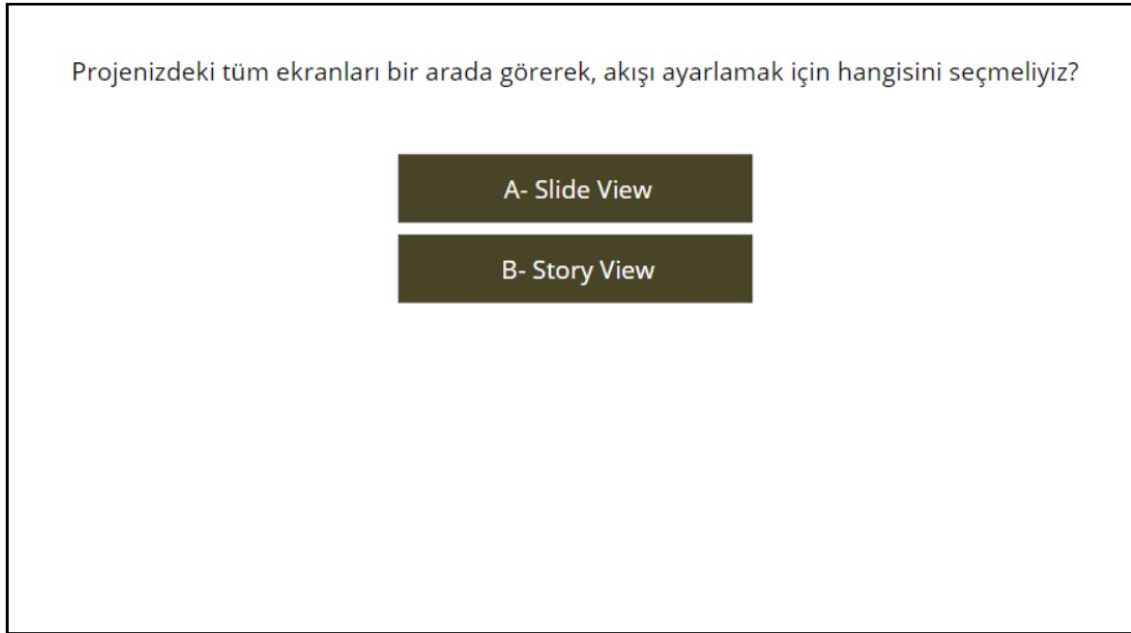 Projenizdeki tüm ekranları bir arada görerek, akışı ayarlamak için hangisini seçmeliyiz?
A- Slide View
B- Story View